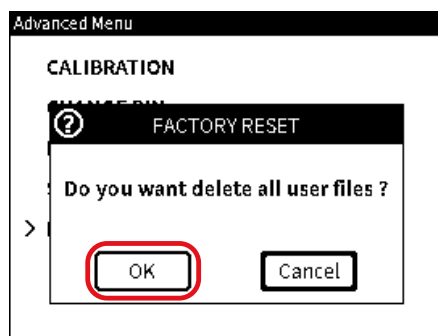 Advanced Menu
CALIBRATION
FACTORY RESET
Do you want delete all user files ?
>
OK
Cancel